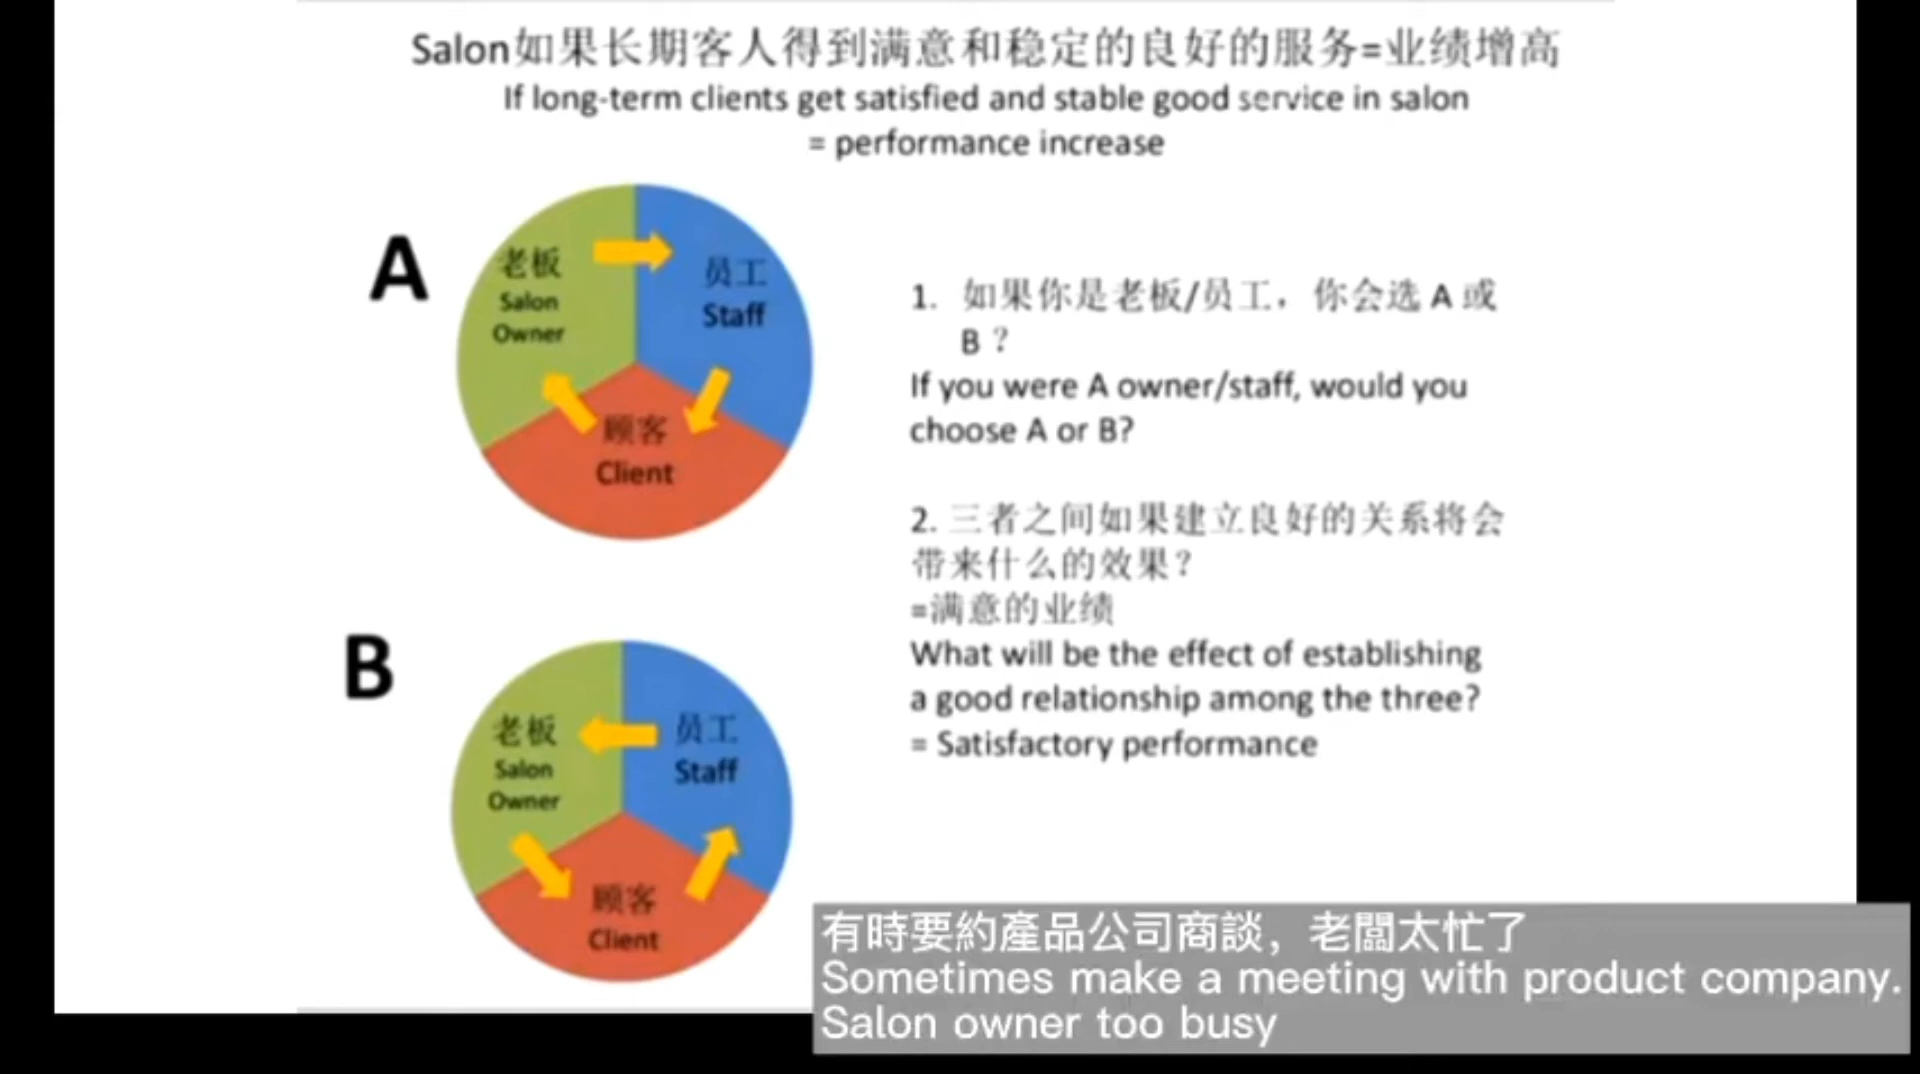 Salon如果长期客人得到满意和稳定的良好的服务=业绩增高
If long-term clients get satisfied and stable good service in salon
= performance increase
A
老板
Salon
Owner
员工
Staff
顾客
Client
1. 如果你是老板/员工，你会选 A 或
B？
If you were A owner/staff, would you
choose A or B?
2. 三者之间如果建立良好的关系将会
带来什么的效果？
=满意的业绩
What will be the effect of establishing
a good relationship among the three?
= Satisfactory performance
B
老板
Salon
Owner
员工
Staff
顾客
Client
有時要約產品公司商談，老闆太忙了
Sometimes make a meeting with product company.
Salon owner too busy